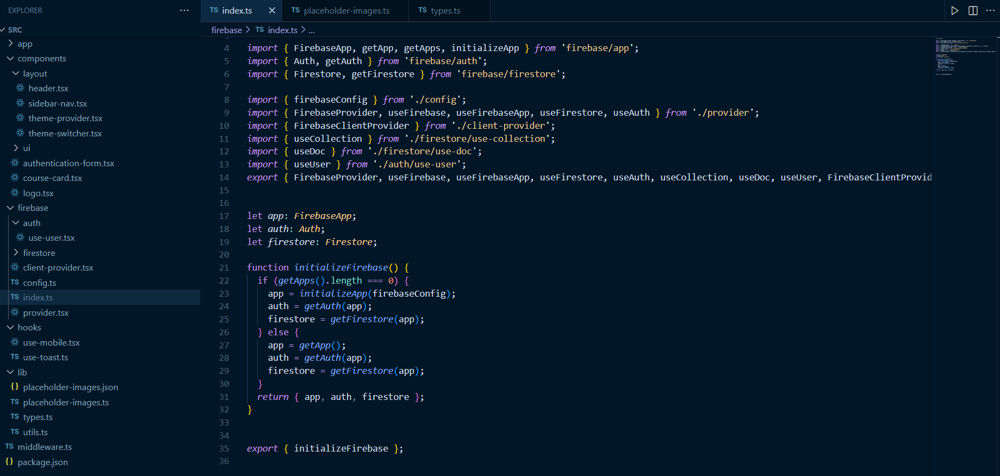 EXPLORER
SRC
app
components
layout
header.tsx
sidebar-nav.tsx
theme-provider.tsx
theme-switcher.tsx
ui
authentication-form.tsx
course-card.tsx
logo.tsx
firebase
auth
use-user.tsx
firestore
client-provider.tsx
TS config.ts
TS index.ts
provider.tsx
hooks
use-mobile.tsx
TS use-toast.ts
lib
{} placeholder-images.json
TS placeholder-images.ts
TS types.ts
TS utils.ts
TS middleware.ts
{} package.json
TS index.ts
TS placeholder-images.ts
TS types.ts
firebase > TS index.ts > ...
4 import { FirebaseApp, getApp, getApps, initializeApp } from 'firebase/app';
5 import { Auth, getAuth } from 'firebase/auth';
6 import { Firestore, getFirestore } from 'firebase/firestore';
7
8 import { firebaseConfig } from './config';
9 import { FirebaseProvider, useFirebase, useFirebaseApp, useFirestore, useAuth } from './provider';
10 import { FirebaseClientProvider } from './client-provider';
11 import { useCollection } from './firestore/use-collection';
12 import { useDoc } from './firestore/use-doc';
13 import { useUser } from './auth/use-user';
14 export { FirebaseProvider, useFirebase, useFirebaseApp, useFirestore, useAuth, useCollection, useDoc, useUser, FirebaseClientProvid
15
16
17 let app: FirebaseApp;
18 let auth: Auth;
19 let firestore: Firestore;
20
21 function initializeFirebase() {
22 if (getApps().length === 0) {
23 app = initializeApp(firebaseConfig);
24 auth = getAuth(app);
25 firestore = getFirestore(app);
26 } else {
27 app = getApp();
28 auth = getAuth(app);
29 firestore = getFirestore(app);
30 }
31 return { app, auth, firestore };
32 }
33
34
35 export { initializeFirebase };
36